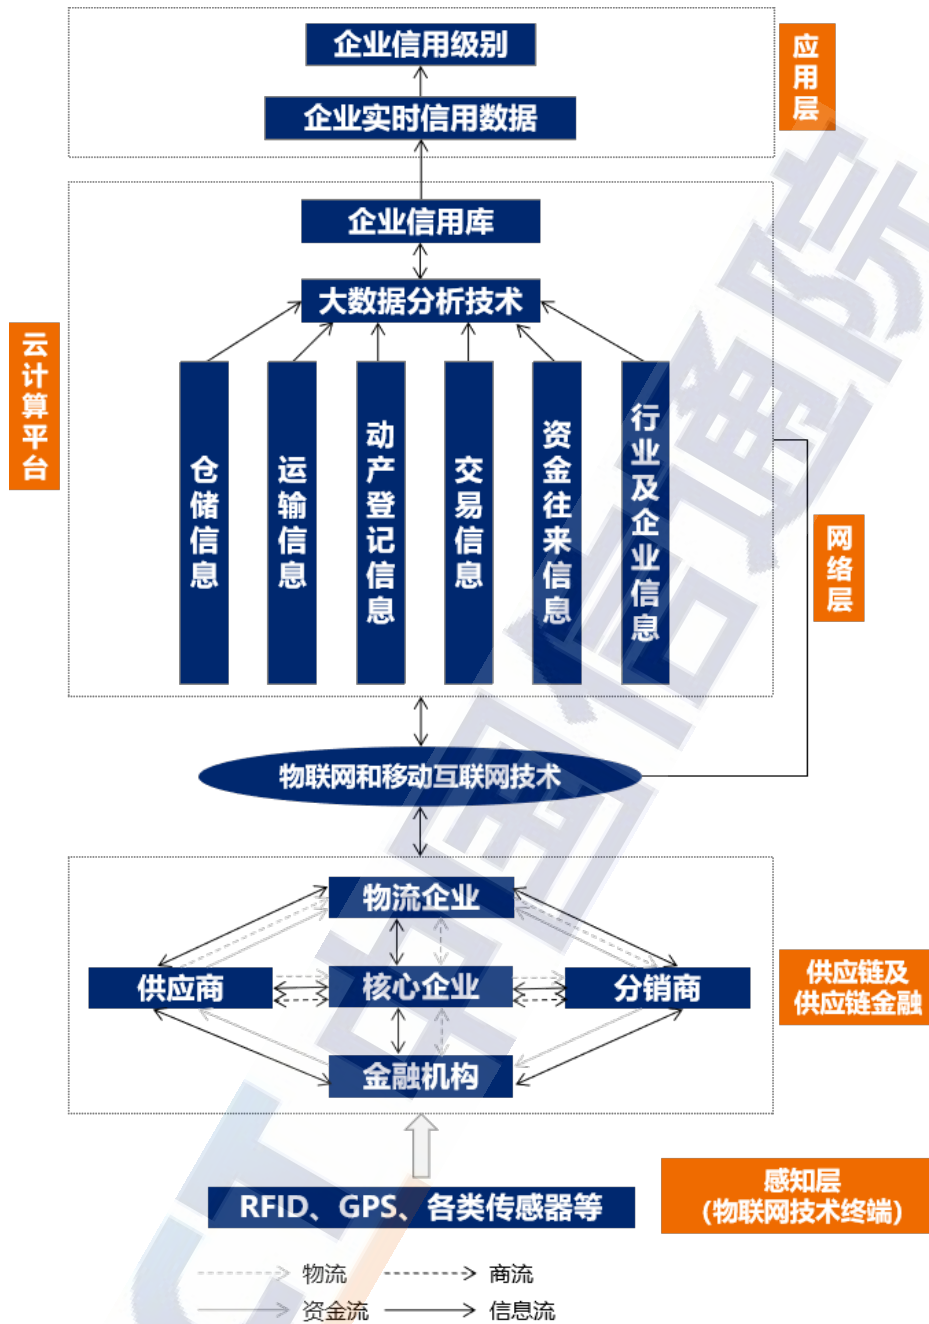 企业信用级别
应用层
企业实时信用数据
企业信用库
大数据分析技术
云计算平台
仓储信息
运输信息
动产登记信息
交易信息
资金往来信息
行业及企业信息
网络层
物联网和移动互联网技术
物流企业
供应商
核心企业
分销商
供应链及
供应链金融
金融机构
感知层
（物联网技术终端）
RFID、GPS、各类传感器等
物流
商流
资金流
信息流
中国信通院